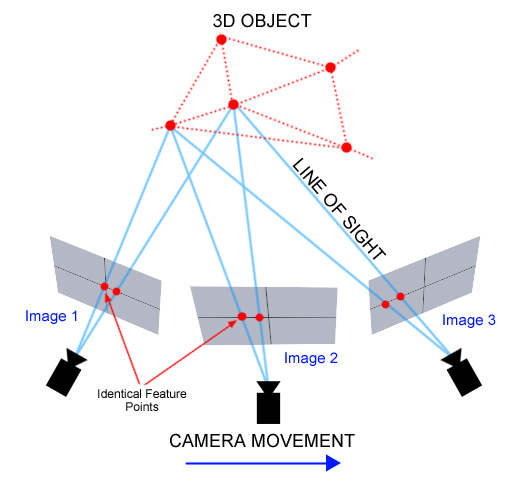 3D OBJECT
LINE OF SIGHT
Image 1
Image 2
Image 3
Identical Feature
Points
CAMERA MOVEMENT